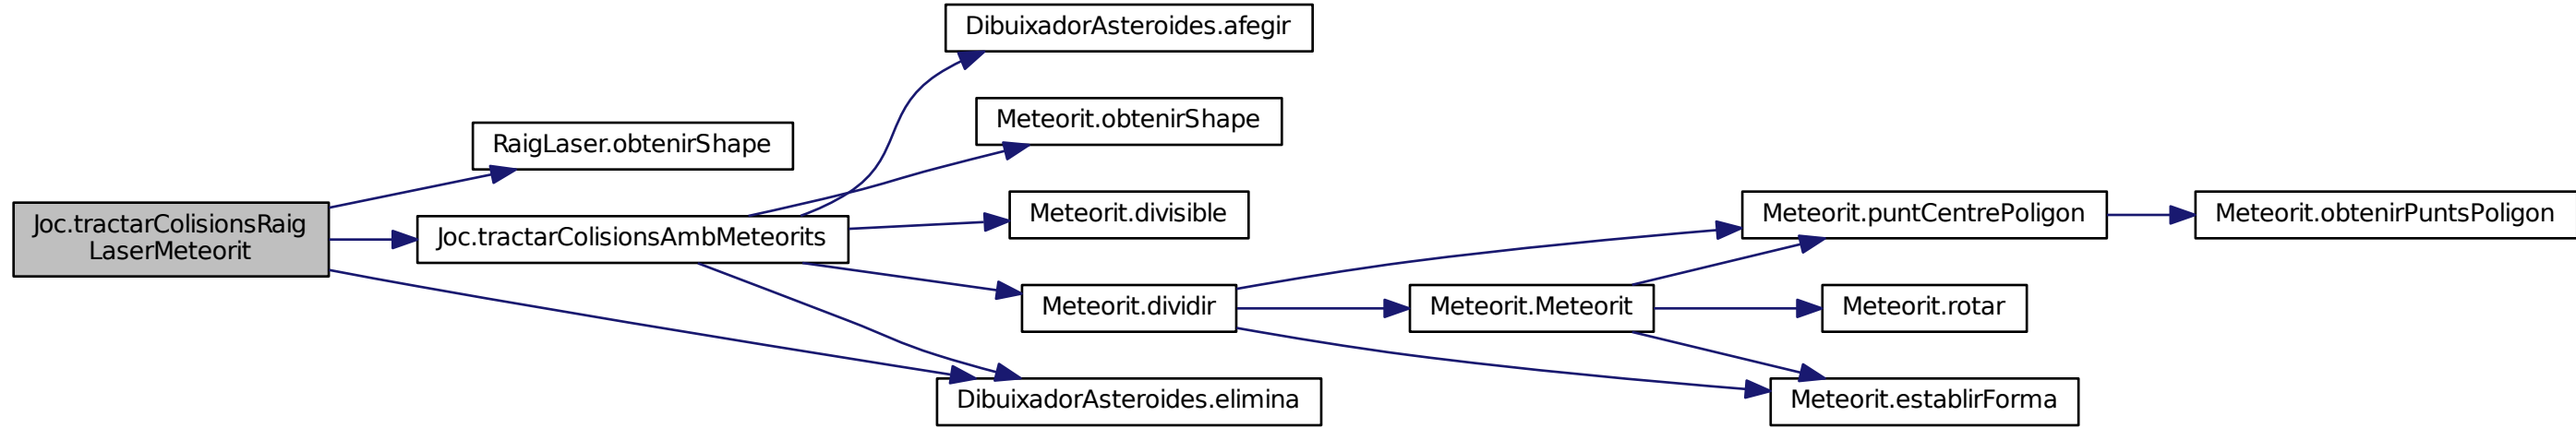 Joc.tractarColisionsRaig
LaserMeteorit
RaigLaser.obtenirShape
Joc.tractarColisionsAmbMeteorits
DibuixadorAsteroides.afegir
Meteorit.obtenirShape
Meteorit.divisible
Meteorit.dividir
DibuixadorAsteroides.elimina
Meteorit.Meteorit
Meteorit.puntCentrePoligon
Meteorit.rotar
Meteorit.establirForma
Meteorit.obtenirPuntsPoligon